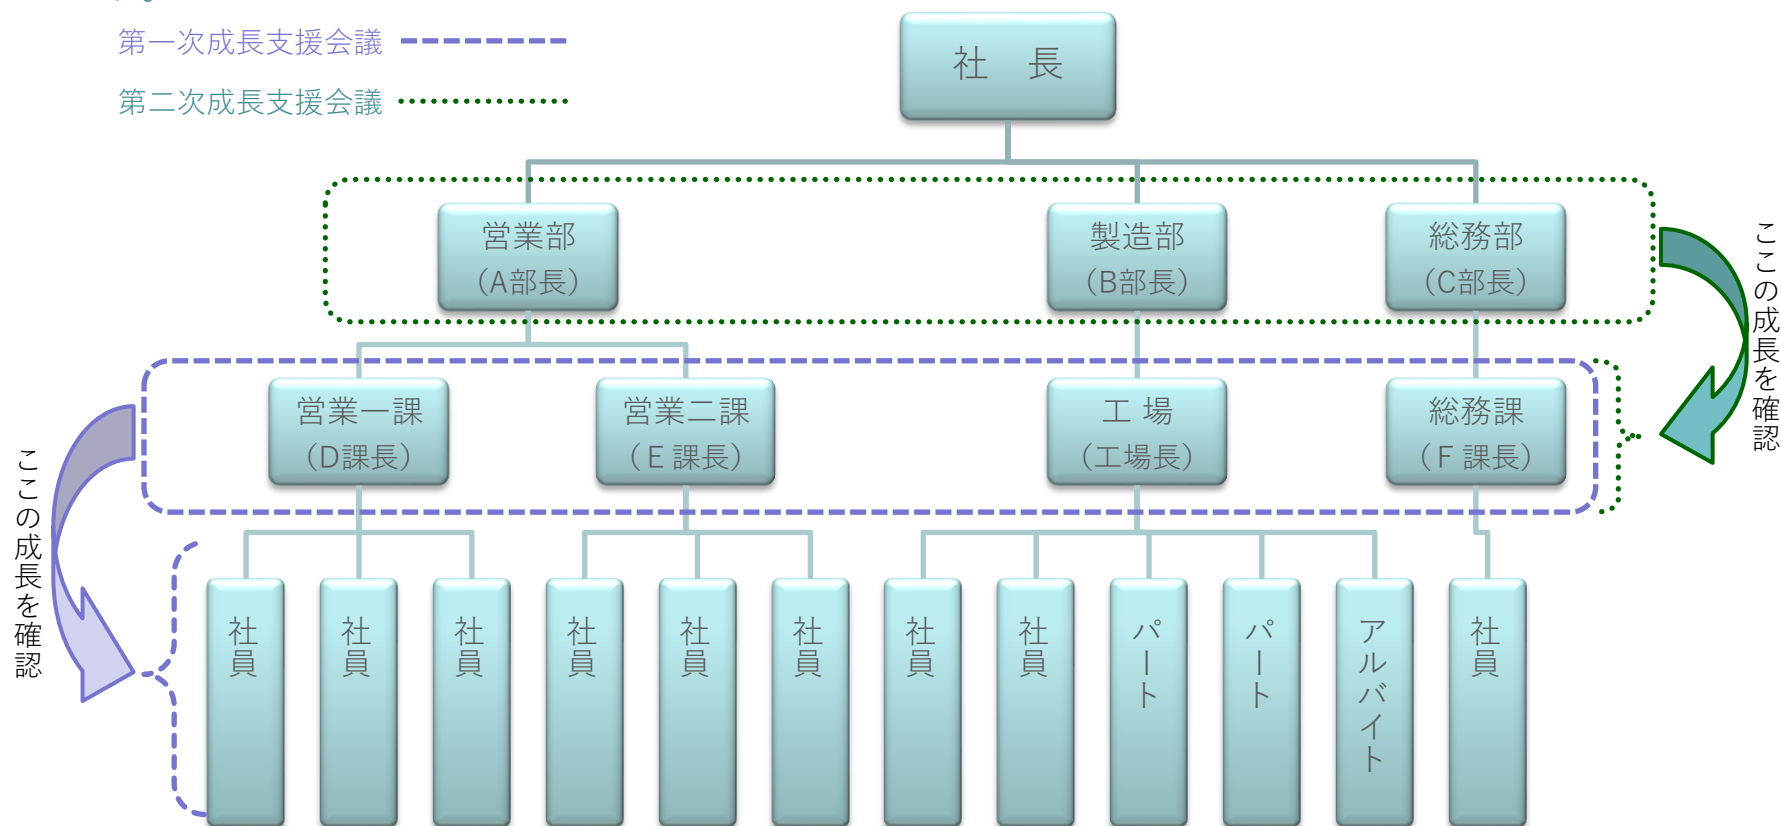 第一次成長支援会議
第二次成長支援会議
社　長
営業部
（A部長）
製造部
（B部長）
総務部
（C部長）
ここの成長を確認
営業一課
（D課長）
営業二課
（E 課長）
工 場
（工場長）
総務課
（F 課長）
ここの成長を確認
社員
社員
社員
社員
社員
社員
社員
社員
パート
パート
アルバイト
社員